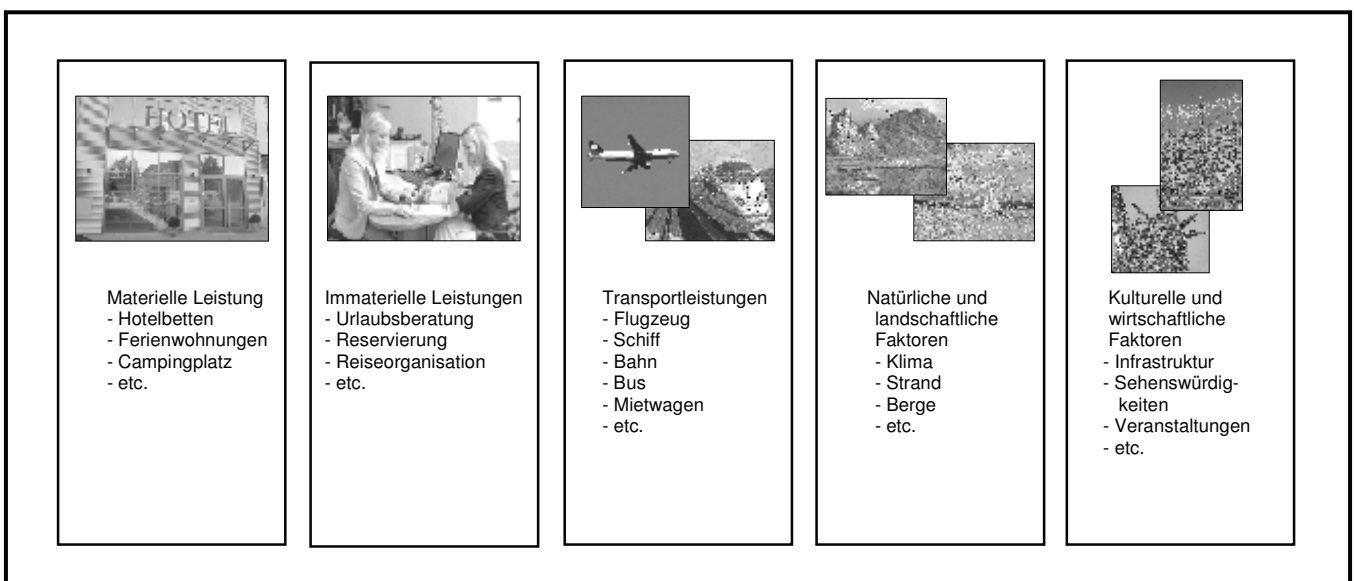 HOTEL
Materielle Leistung
- Hotelbetten
- Ferienwohnungen
- Campingplatz
- etc.
Immaterielle Leistungen
- Urlaubsberatung
- Reservierung
- Reiseorganisation
- etc.
Transportleistungen
- Flugzeug
- Schiff
- Bahn
- Bus
- Mietwagen
- etc.
Natürliche und
landschaftliche
Faktoren
- Klima
- Strand
- Berge
- etc.
Kulturelle und
wirtschaftliche
Faktoren
- Infrastruktur
- Sehenswürdig-
keiten
- Veranstaltungen
- etc.